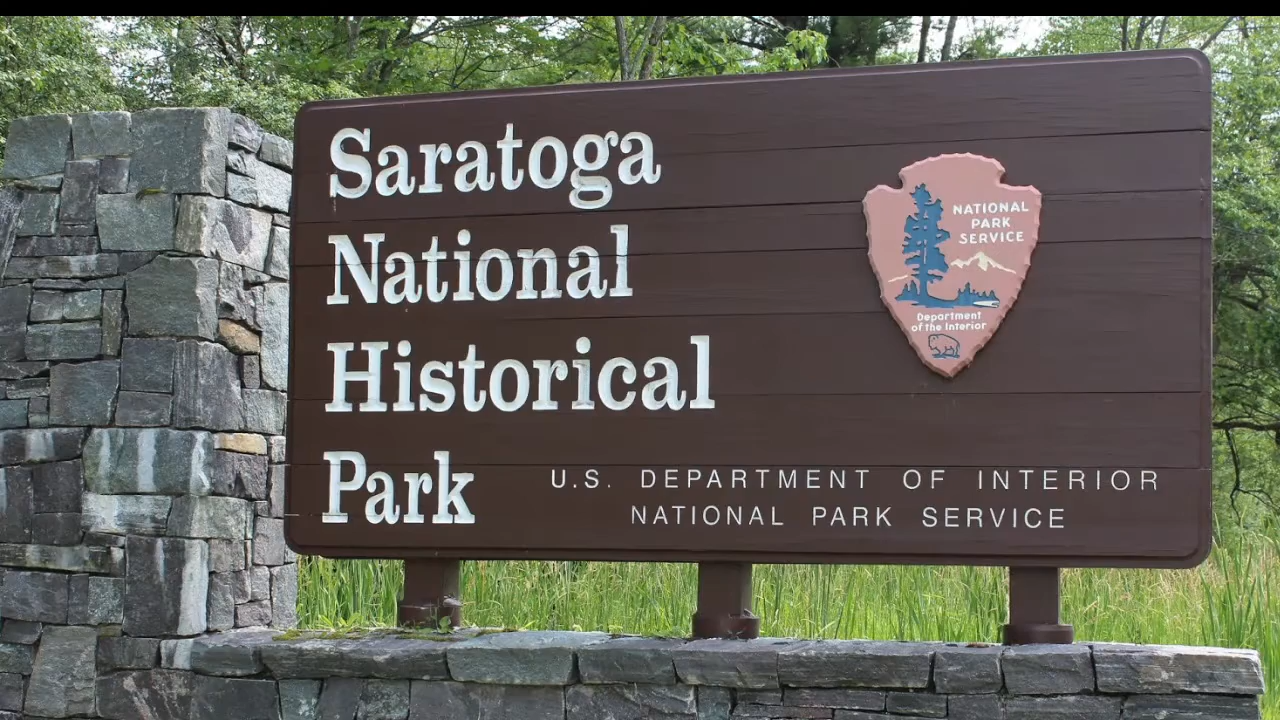 Saratoga
National
Historical
Park
NATIONAL
PARK
SERVICE
Department
of the Interior
U.S. DEPARTMENT OF INTERIOR
NATIONAL PARK SERVICE